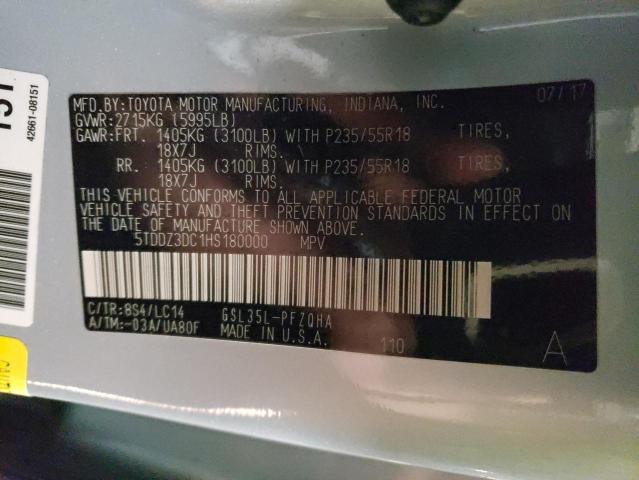 MFD.BY:TOYOTA MOTOR MANUFACTURING, INDIANA, INC. 07/17
GVWR:2715KG (5995LB)
GAWR:FRT. 1405KG (3100LB) WITH P235/55R18 TIRES,
18X7J RIMS.
RR. 1405KG (3100LB) WITH P235/55R18 TIRES,
18X7J RIMS.
THIS VEHICLE CONFORMS TO ALL APPLICABLE FEDERAL MOTOR
VEHICLE SAFETY AND THEFT PREVENTION STANDARDS IN EFFECT ON
THE DATE OF MANUFACTURE SHOWN ABOVE.
5TDDZ3DC1HS180000 MPV
C/TR:8S4/LC14 GSL35L-PFZQHA
A/TM:-03A/UA80F MADE IN U.S.A. 110 A
42661-08151